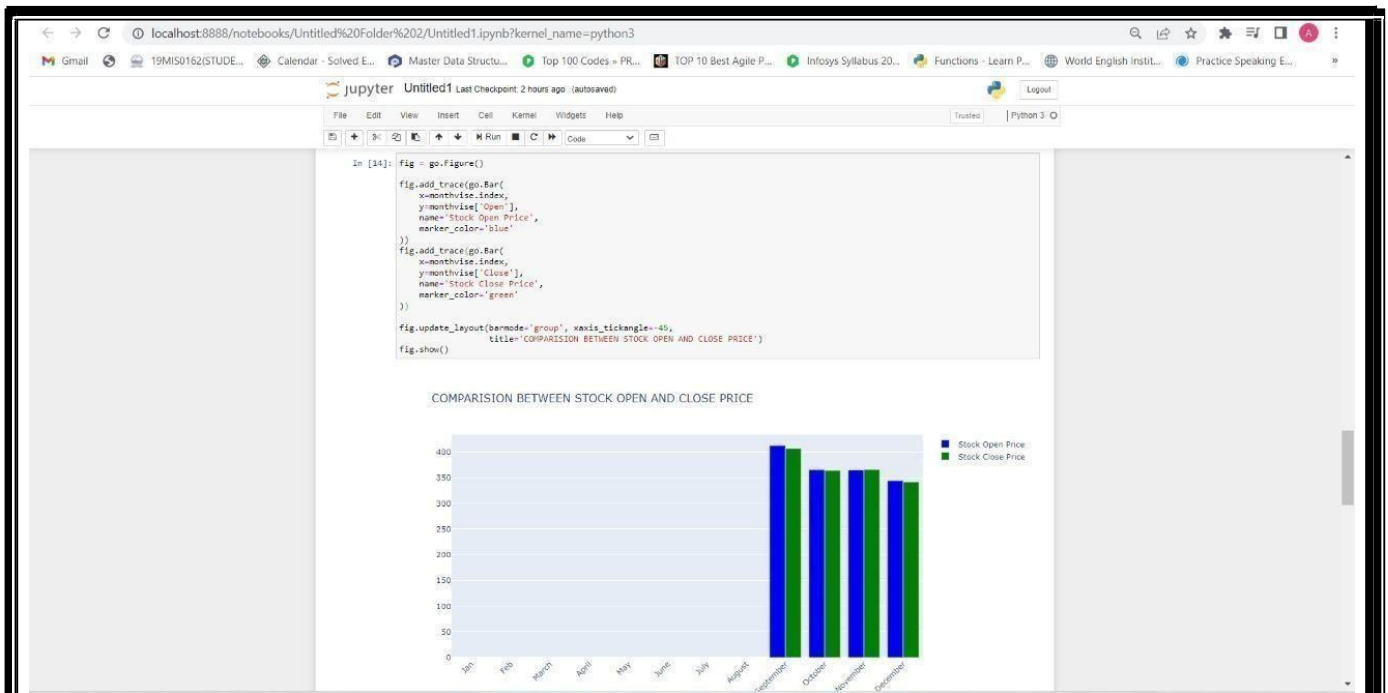 localhost:8888/notebooks/Untitled%20Folder%202/Untitled1.ipynb?kernel_name=python3
A
Gmail 19MIS0162(STUDE... Calendar - Solved E... Master Data Structu... Top 100 Codes » PR... TOP 10 Best Agile P... Infosys Syllabus 20... Functions - Learn P... World English Instit... Practice Speaking E... »
jupyter Untitled1 Last Checkpoint: 2 hours ago (autosaved) Logout
File Edit View Insert Cell Kernel Widgets Help Trusted Python 3
Run Code
In [14]: fig = go.Figure()
fig.add_trace(go.Bar(
x=monthvise.index,
y=monthvise['Open'],
name='Stock Open Price',
marker_color='blue'
))
fig.add_trace(go.Bar(
x=monthvise.index,
y=monthvise['Close'],
name='Stock Close Price',
marker_color='green'
))
fig.update_layout(barmode='group', xaxis_tickangle=-45,
title='COMPARISION BETWEEN STOCK OPEN AND CLOSE PRICE')
fig.show()
COMPARISION BETWEEN STOCK OPEN AND CLOSE PRICE
Stock Open Price
Stock Close Price
400
350
300
250
200
150
100
50
0
Jan Feb March April May June July August September October November December